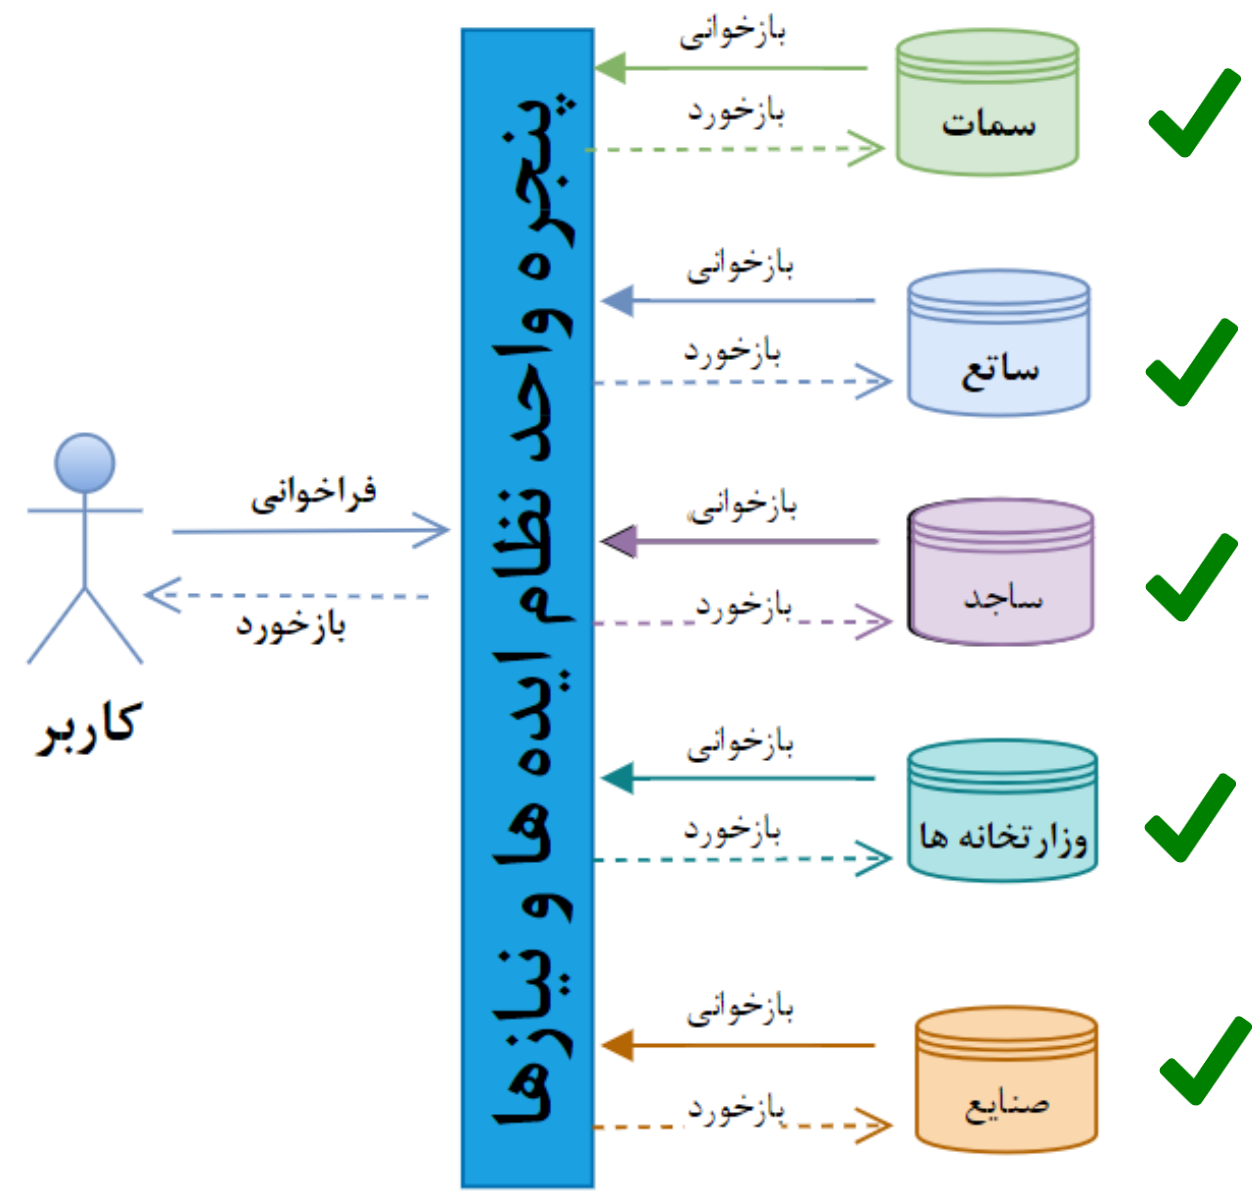 بازخوانی
بازخورد
سمات
بازخوانی
بازخورد
ساتع
بازخوانی
بازخورد
ساجد
بازخوانی
بازخورد
وزارتخانه ها
بازخوانی
بازخورد
صنایع
پنجره واحد نظام ایده ها و نیازها
فراخوانی
بازخورد
کاربر